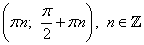 (πn; π/2 + πn), n ∈ ℤ